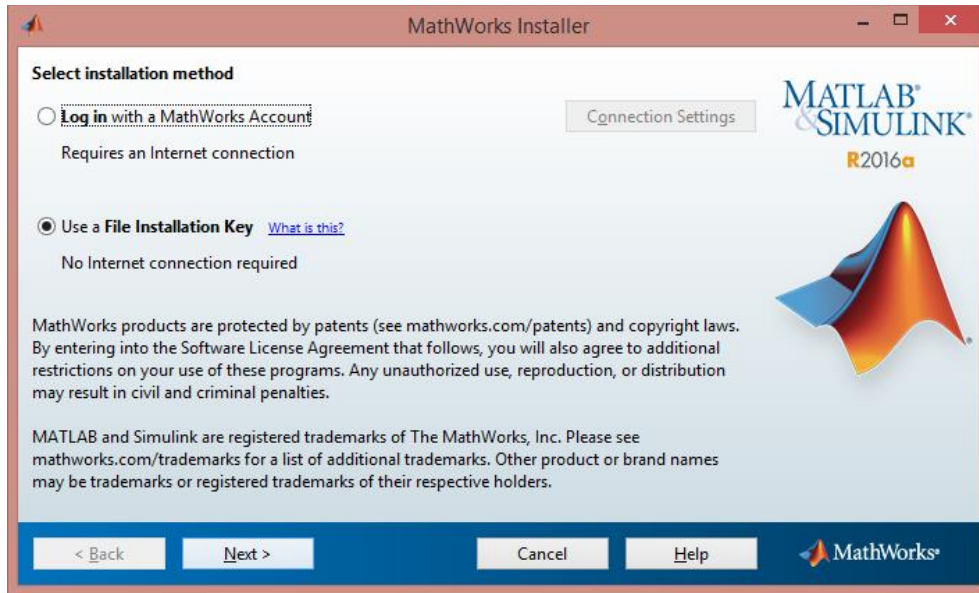 MathWorks Installer
Select installation method
Log in with a MathWorks Account
Connection Settings
Requires an Internet connection
Use a File Installation Key What is this?
No Internet connection required
MathWorks products are protected by patents (see mathworks.com/patents) and copyright laws.
By entering into the Software License Agreement that follows, you will also agree to additional
restrictions on your use of these programs. Any unauthorized use, reproduction, or distribution
may result in civil and criminal penalties.
MATLAB and Simulink are registered trademarks of The MathWorks, Inc. Please see
mathworks.com/trademarks for a list of additional trademarks. Other product or brand names
may be trademarks or registered trademarks of their respective holders.
MATLAB®
&SIMULINK®
R2016a
< Back
Next >
Cancel
Help
MathWorks®